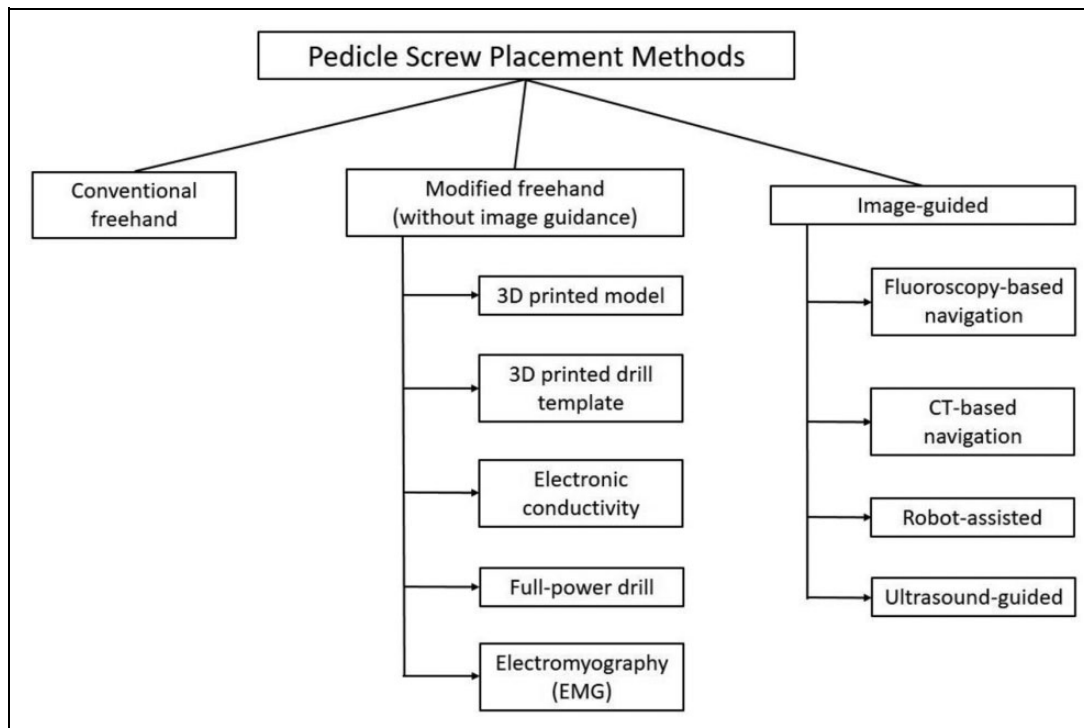 Pedicle Screw Placement Methods
Conventional
freehand
Modified freehand
(without image guidance)
3D printed model
3D printed drill
template
Electronic
conductivity
Full-power drill
Electromyography
(EMG)
Image-guided
Fluoroscopy-based
navigation
CT-based
navigation
Robot-assisted
Ultrasound-guided